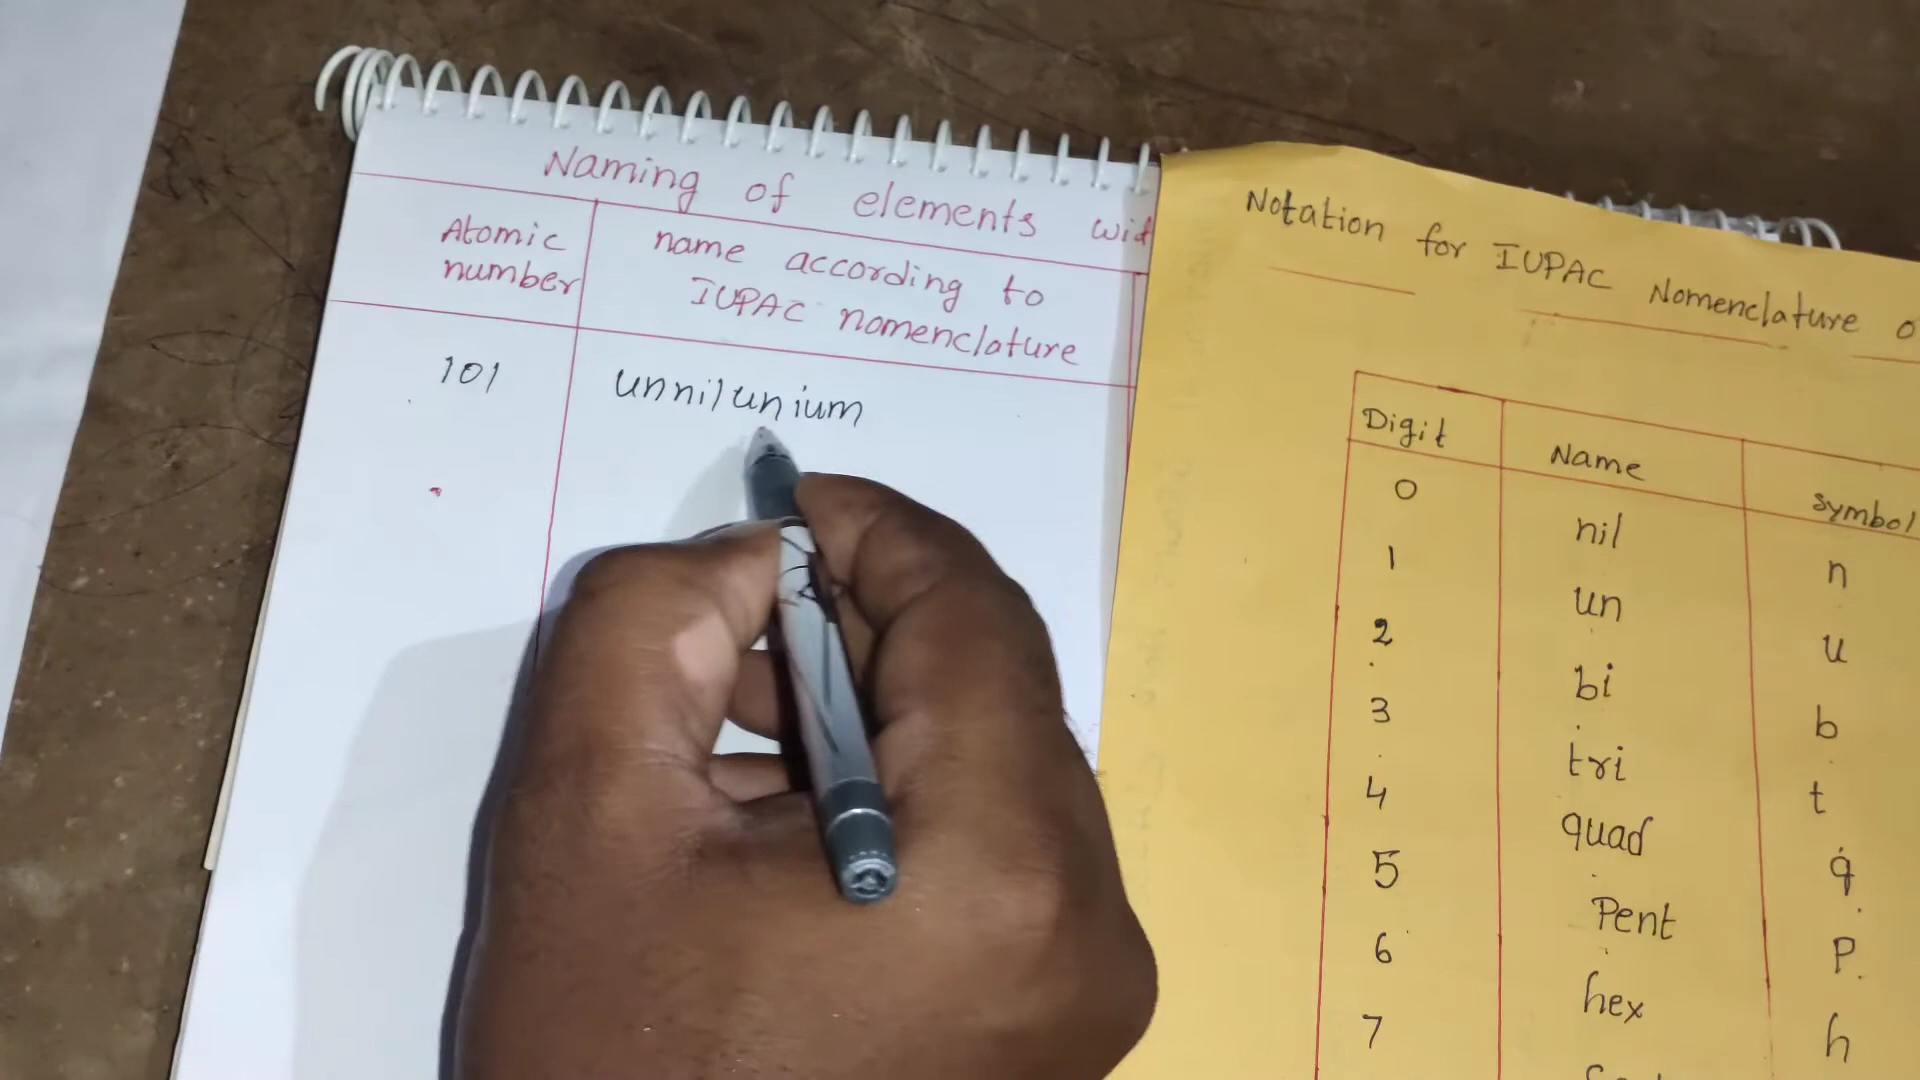 Naming of elements
Atomic
number
name according to
IUPAC nomenclature
101
unnilunium
Notation for IUPAC Nomenclature
Digit Name Symbol
0 nil n
1 un u
2 bi b
3 tri t
4 quad q
5 Pent P
6 hex h
7